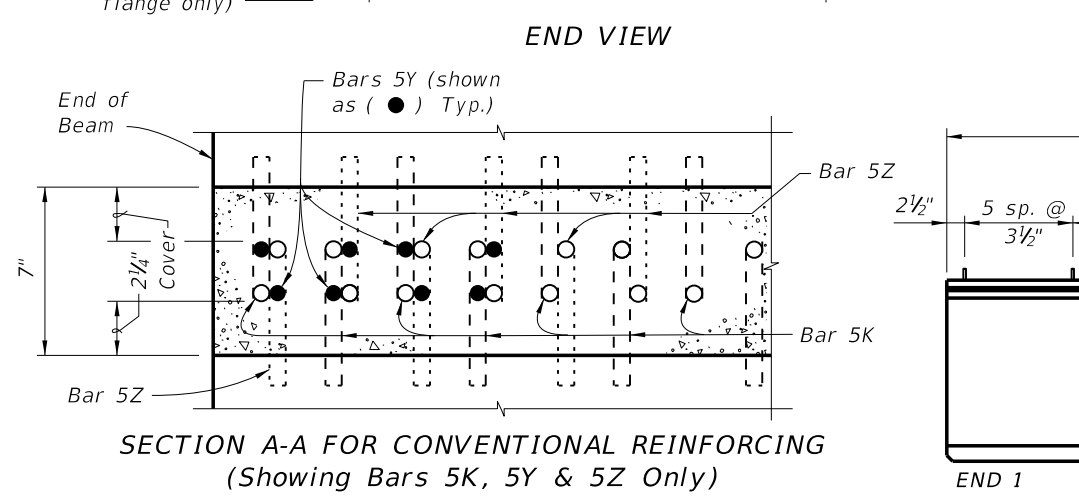 flange only)
END VIEW
Bars 5Y (shown
as ( ● ) Typ.)
End of
Beam
Bar 5Z
2½"
5 sp. @
3½"
7"
2¼"
Cover
Bar 5K
Bar 5Z
SECTION A-A FOR CONVENTIONAL REINFORCING
(Showing Bars 5K, 5Y & 5Z Only)
END 1